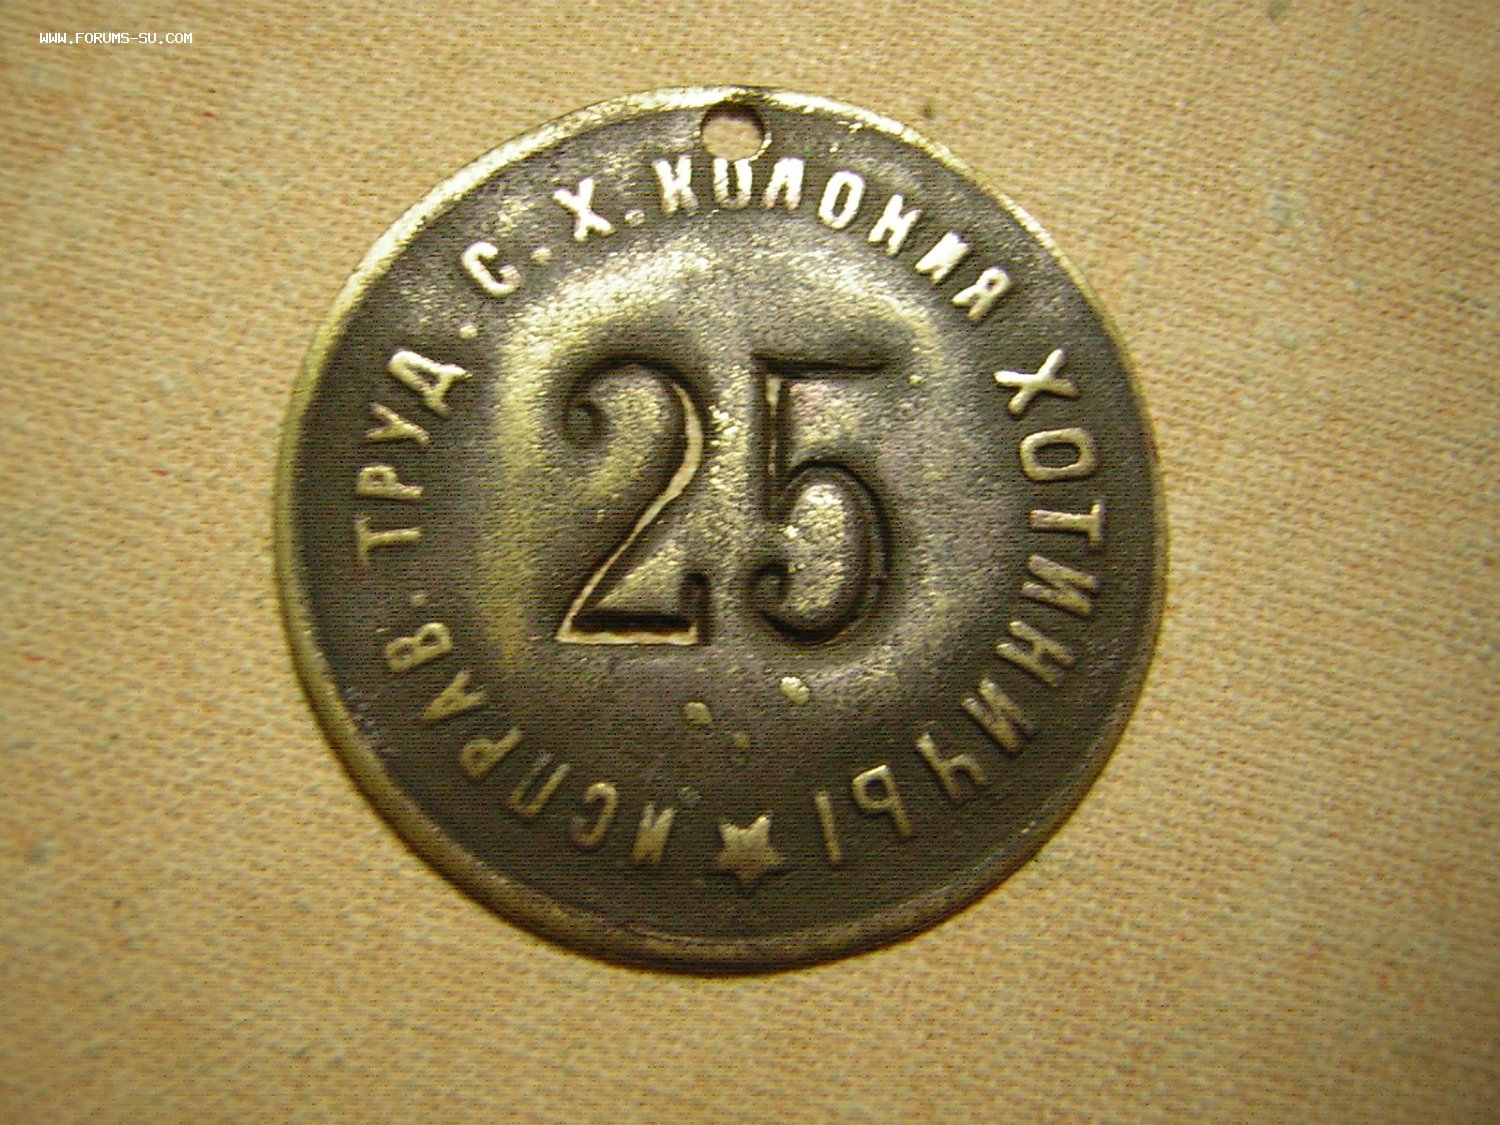 WWW.FORUMS-SU.COM
ИСПРАВ. ТРУД. С. Х. КОЛОНИЯ ХОТИНИЧЫ
25